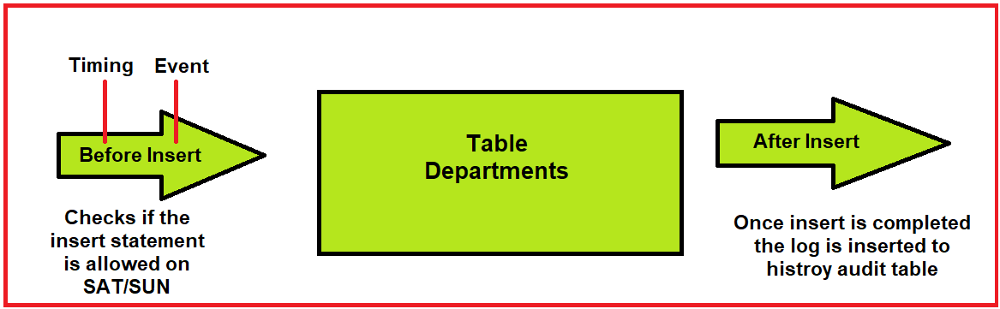 Timing Event
Before Insert
Checks if the
insert statement
is allowed on
SAT/SUN
Table
Departments
After Insert
Once insert is completed
the log is inserted to
histroy audit table